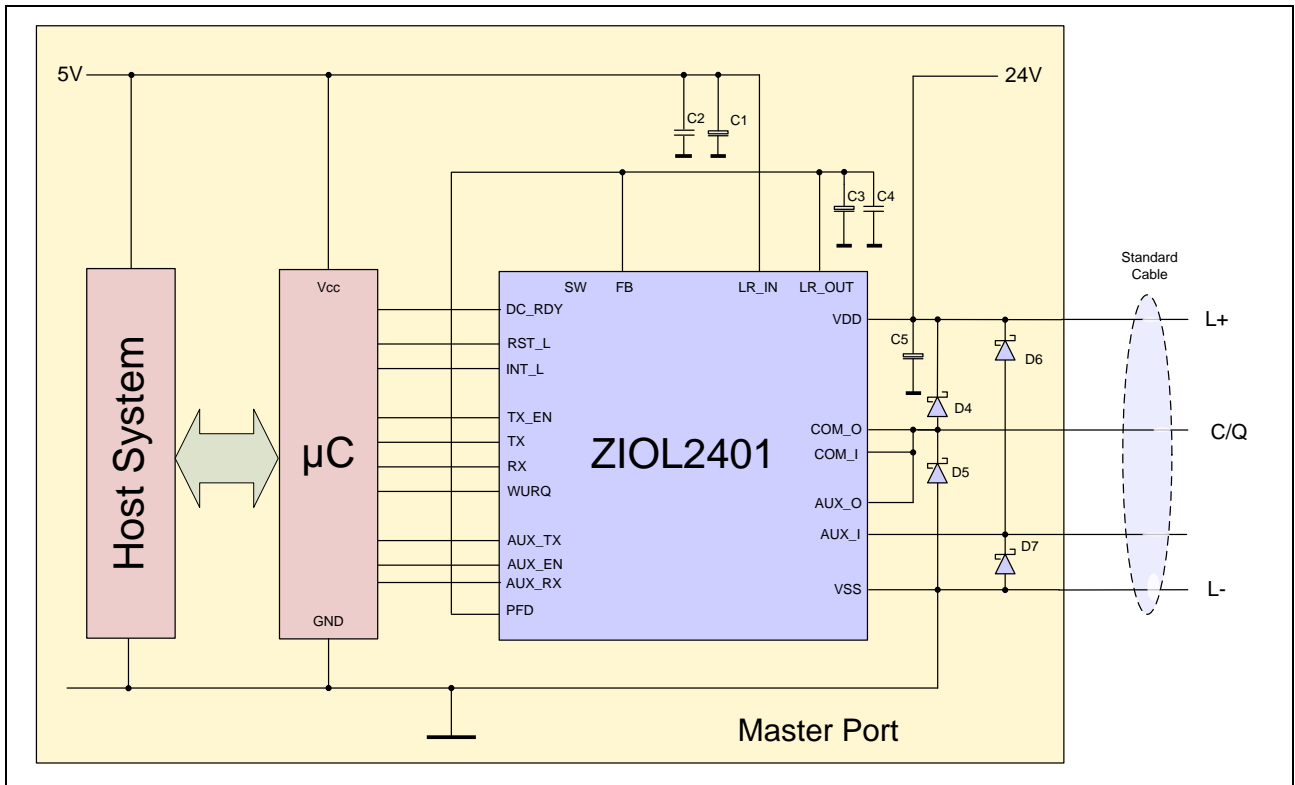 5V
24V
C2
C1
C3
C4
Standard
Cable
Vcc
SW
FB
LR_IN
LR_OUT
DC_RDY
VDD
L+
RST_L
C5
INT_L
D6
D4
TX_EN
COM_O
C/Q
TX
COM_I
Host System
µC
ZIOL2401
RX
D5
WURQ
AUX_O
AUX_TX
AUX_I
D7
AUX_EN
AUX_RX
VSS
L-
PFD
GND
Master Port